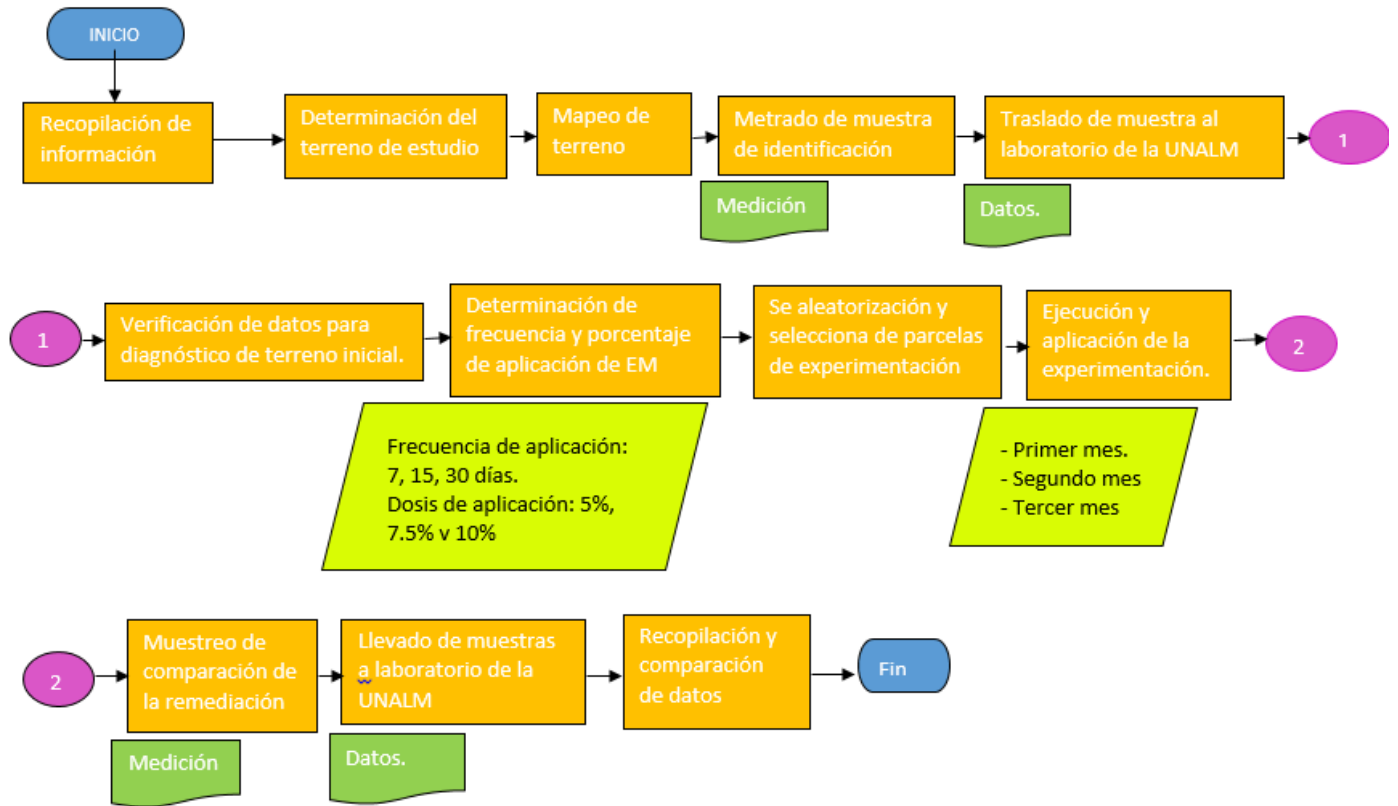 INICIO
Recopilación de
información
Determinación del
terreno de estudio
Mapeo de
terreno
Metrado de muestra
de identificación
Traslado de muestra al
laboratorio de la UNALM
1
Medición
Datos.
1
Verificación de datos para
diagnóstico de terreno inicial.
Determinación de
frecuencia y porcentaje
de aplicación de EM
Se aleatorización y
selecciona de parcelas
de experimentación
Ejecución y
aplicación de la
experimentación.
2
Frecuencia de aplicación:
7, 15, 30 días.
Dosis de aplicación: 5%,
7.5% v 10%
- Primer mes.
- Segundo mes
- Tercer mes
2
Muestreo de
comparación de
la remediación
Llevado de muestras
a laboratorio de la
UNALM
Recopilación y
comparación
de datos
Fin
Medición
Datos.